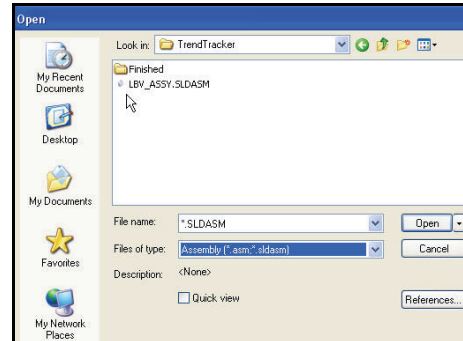 Open
Look in: TrendTracker
My Recent
Documents
Desktop
My Documents
Favorites
My Network
Places
Finished
LBV_ASSY.SLDASM
File name: *.SLDASM Open
Files of type: Assembly (*.asm;*.sldasm) Cancel
Description: <None>
Quick view References...